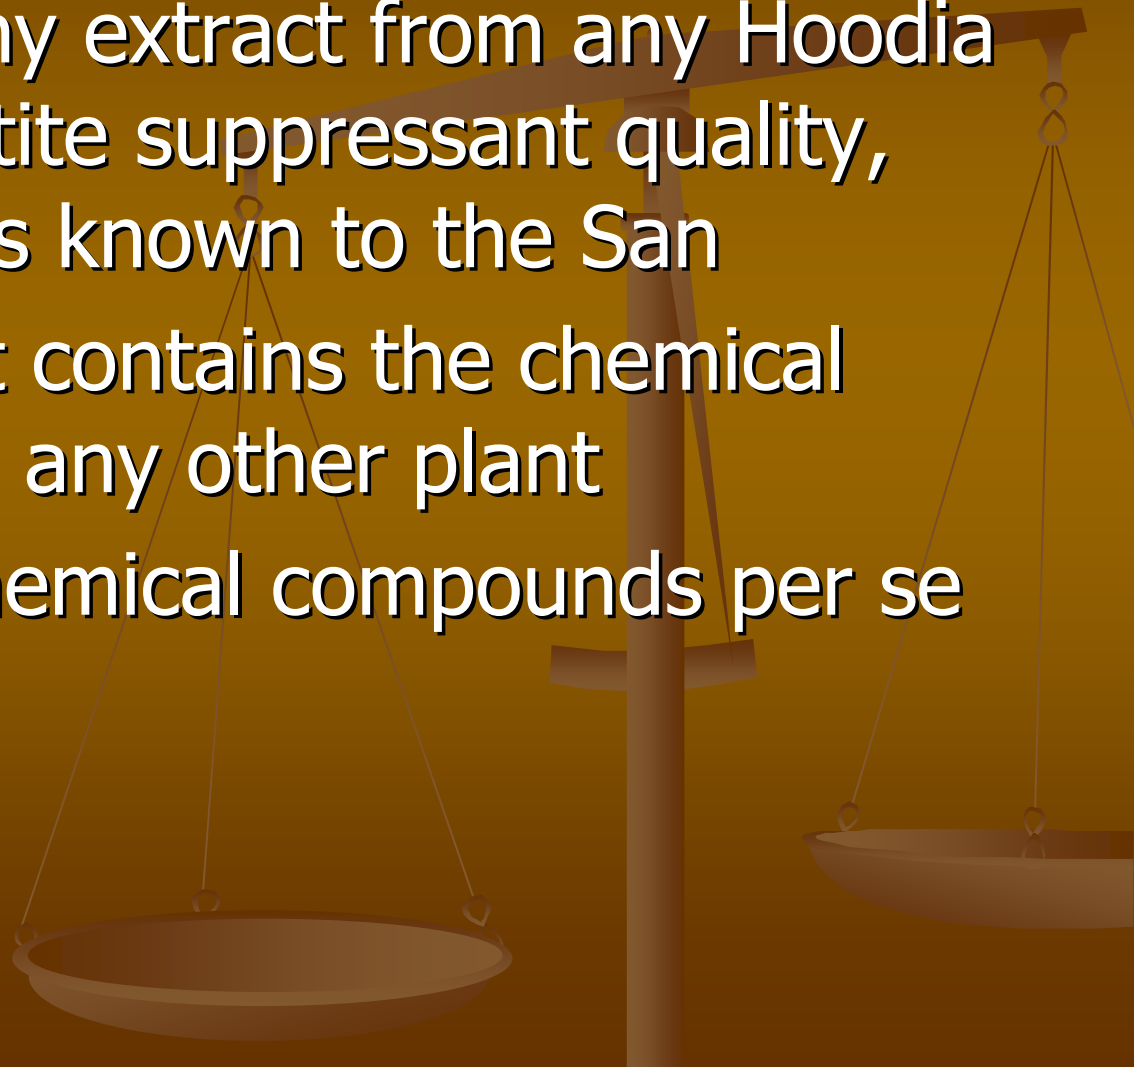 ny extract from any Hoodia
tite suppressant quality,
s known to the San
t contains the chemical
any other plant
hemical compounds per se